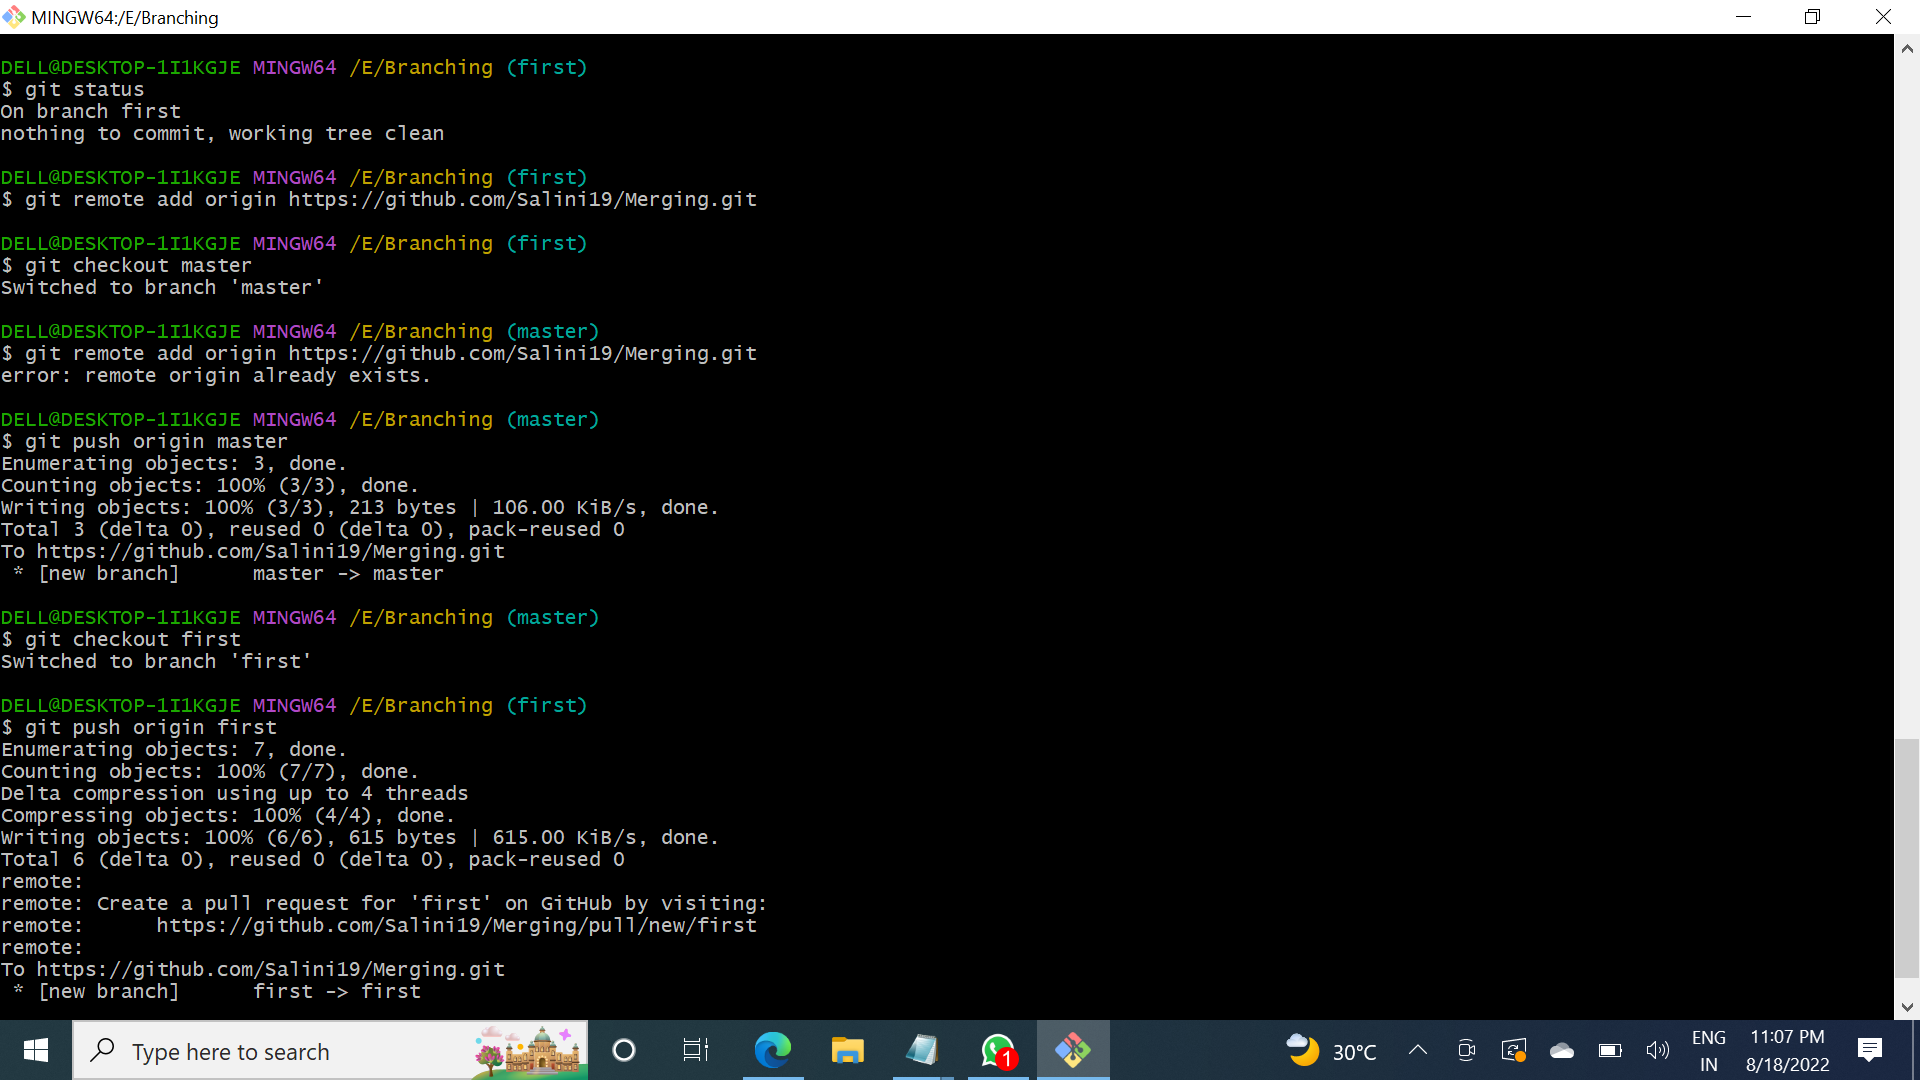 MINGW64:/E/Branching
DELL@DESKTOP-1I1KGJE MINGW64 /E/Branching (first)
$ git status
On branch first
nothing to commit, working tree clean
DELL@DESKTOP-1I1KGJE MINGW64 /E/Branching (first)
$ git remote add origin https://github.com/Salini19/Merging.git
DELL@DESKTOP-1I1KGJE MINGW64 /E/Branching (first)
$ git checkout master
Switched to branch 'master'
DELL@DESKTOP-1I1KGJE MINGW64 /E/Branching (master)
$ git remote add origin https://github.com/Salini19/Merging.git
error: remote origin already exists.
DELL@DESKTOP-1I1KGJE MINGW64 /E/Branching (master)
$ git push origin master
Enumerating objects: 3, done.
Counting objects: 100% (3/3), done.
Writing objects: 100% (3/3), 213 bytes | 106.00 KiB/s, done.
Total 3 (delta 0), reused 0 (delta 0), pack-reused 0
To https://github.com/Salini19/Merging.git
 * [new branch]      master -> master
DELL@DESKTOP-1I1KGJE MINGW64 /E/Branching (master)
$ git checkout first
Switched to branch 'first'
DELL@DESKTOP-1I1KGJE MINGW64 /E/Branching (first)
$ git push origin first
Enumerating objects: 7, done.
Counting objects: 100% (7/7), done.
Delta compression using up to 4 threads
Compressing objects: 100% (4/4), done.
Writing objects: 100% (6/6), 615 bytes | 615.00 KiB/s, done.
Total 6 (delta 0), reused 0 (delta 0), pack-reused 0
remote:
remote: Create a pull request for 'first' on GitHub by visiting:
remote:      https://github.com/Salini19/Merging/pull/new/first
remote:
To https://github.com/Salini19/Merging.git
 * [new branch]      first -> first
Type here to search
1
30°C
ENG
IN
11:07 PM
8/18/2022